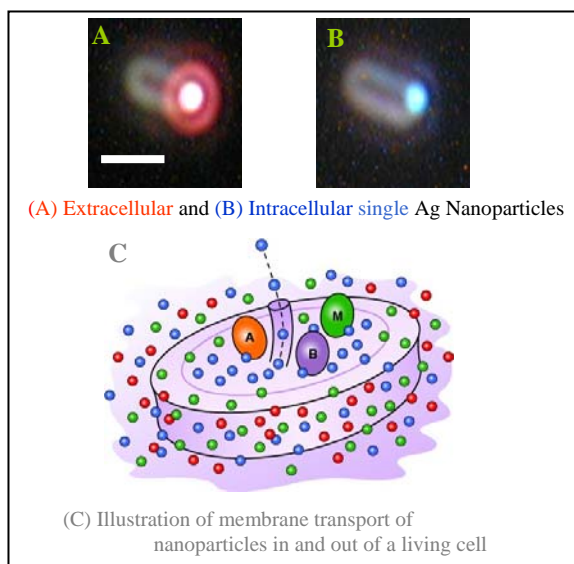 A B
(A) Extracellular and (B) Intracellular single Ag Nanoparticles
C
M
A
B
(C) Illustration of membrane transport of
nanoparticles in and out of a living cell